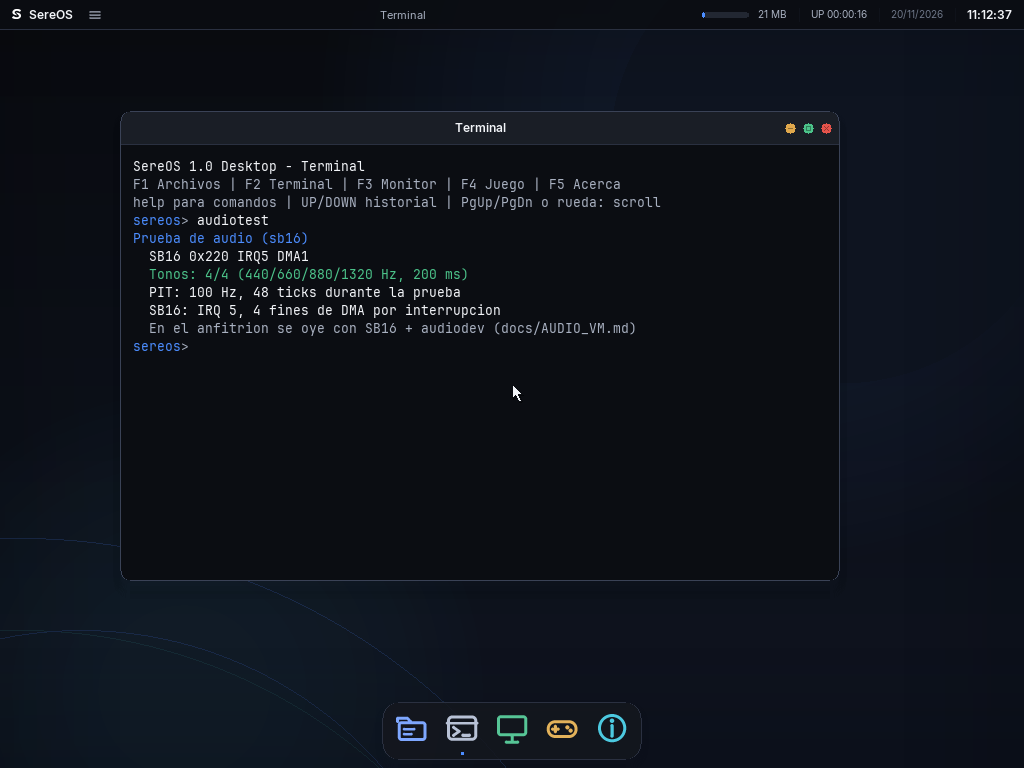 SereOS
Terminal
21 MB
UP 00:00:16
20/11/2026
11:12:37
Terminal
SereOS 1.0 Desktop - Terminal
F1 Archivos | F2 Terminal | F3 Monitor | F4 Juego | F5 Acerca
help para comandos | UP/DOWN historial | PgUp/PgDn o rueda: scroll
sereos> audiotest
Prueba de audio (sb16)
SB16 0x220 IRQ5 DMA1
Tonos: 4/4 (440/660/880/1320 Hz, 200 ms)
PIT: 100 Hz, 48 ticks durante la prueba
SB16: IRQ 5, 4 fines de DMA por interrupcion
En el anfitrion se oye con SB16 + audiodev (docs/AUDIO_VM.md)
sereos>